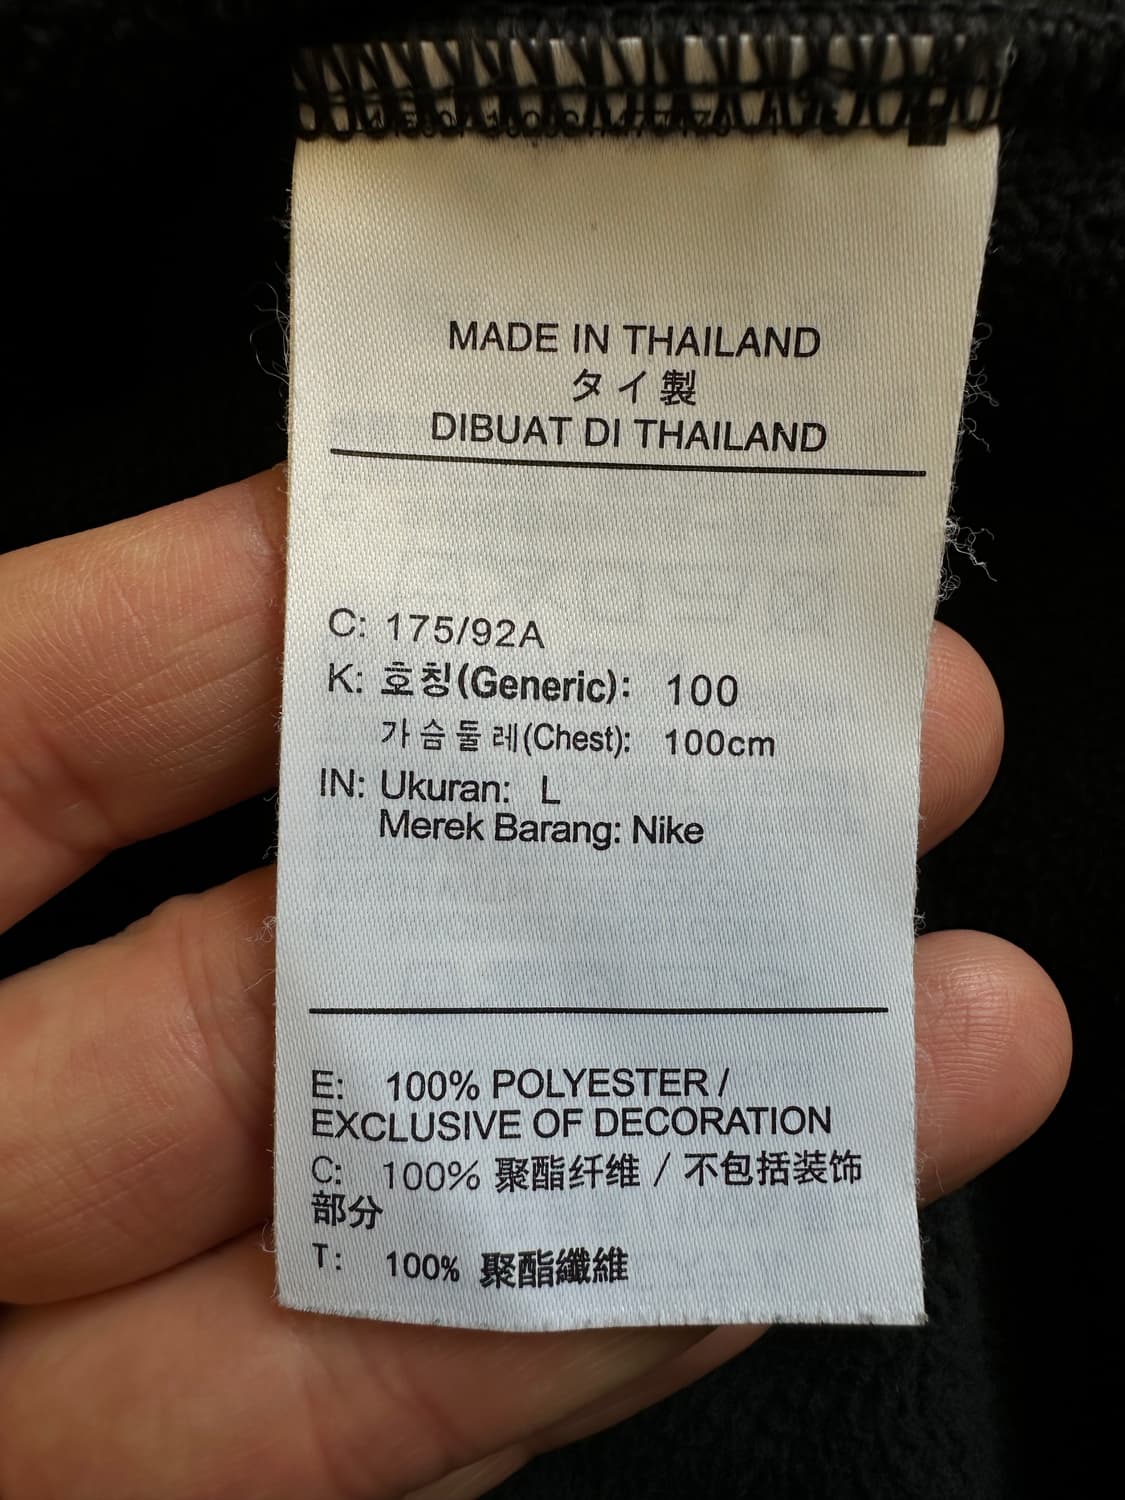 MADE IN THAILAND
タイ製
DIBUAT DI THAILAND
C: 175/92A
K: 호칭(Generic): 100
가슴둘레(Chest): 100cm
IN: Ukuran: L
Merek Barang: Nike
E: 100% POLYESTER /
EXCLUSIVE OF DECORATION
C: 100% 聚酯纤维 / 不包括装饰
部分
T: 100% 聚酯纖維